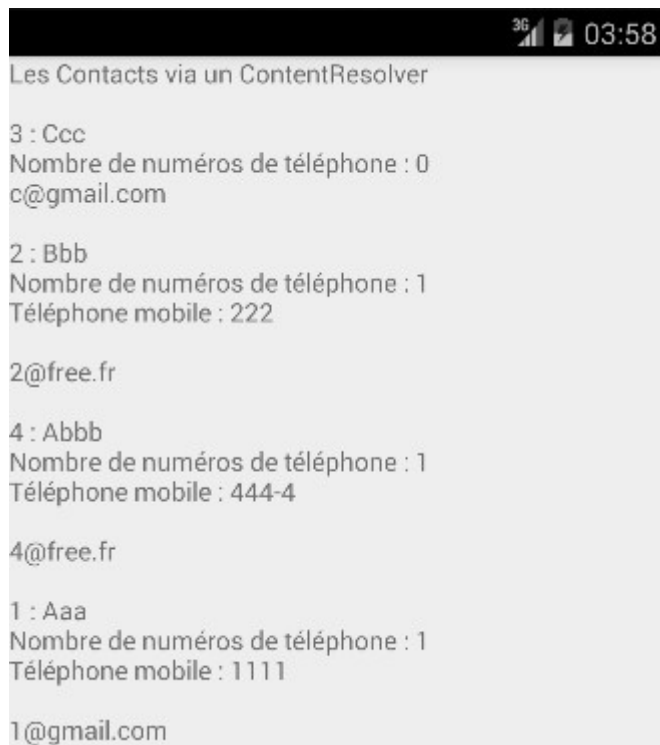 3G 03:58
Les Contacts via un ContentResolver
3 : Ccc
Nombre de numéros de téléphone : 0
c@gmail.com
2 : Bbb
Nombre de numéros de téléphone : 1
Téléphone mobile : 222
2@free.fr
4 : Abbb
Nombre de numéros de téléphone : 1
Téléphone mobile : 444-4
4@free.fr
1 : Aaa
Nombre de numéros de téléphone : 1
Téléphone mobile : 1111
1@gmail.com